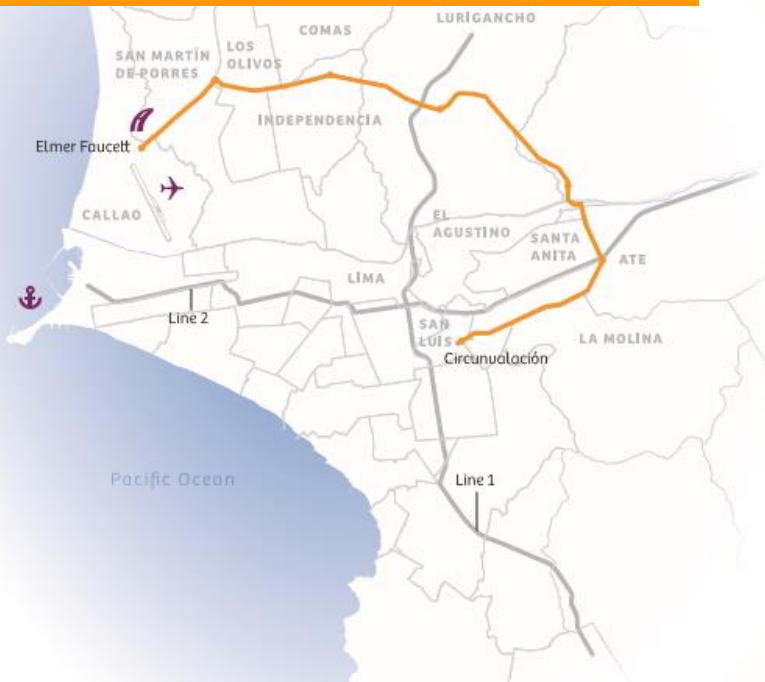 LURIGANCHO
COMAS
LOS
OLIVOS
SAN MARTÍN
DE PORRES
INDEPENDENCIA
Elmer Faucett
CALLAO
EL
AGUSTINO
SANTA
ANITA
ATE
LIMA
Line 2
SAN
LUIS
LA MOLINA
Circunvalación
Pacific Ocean
Line 1